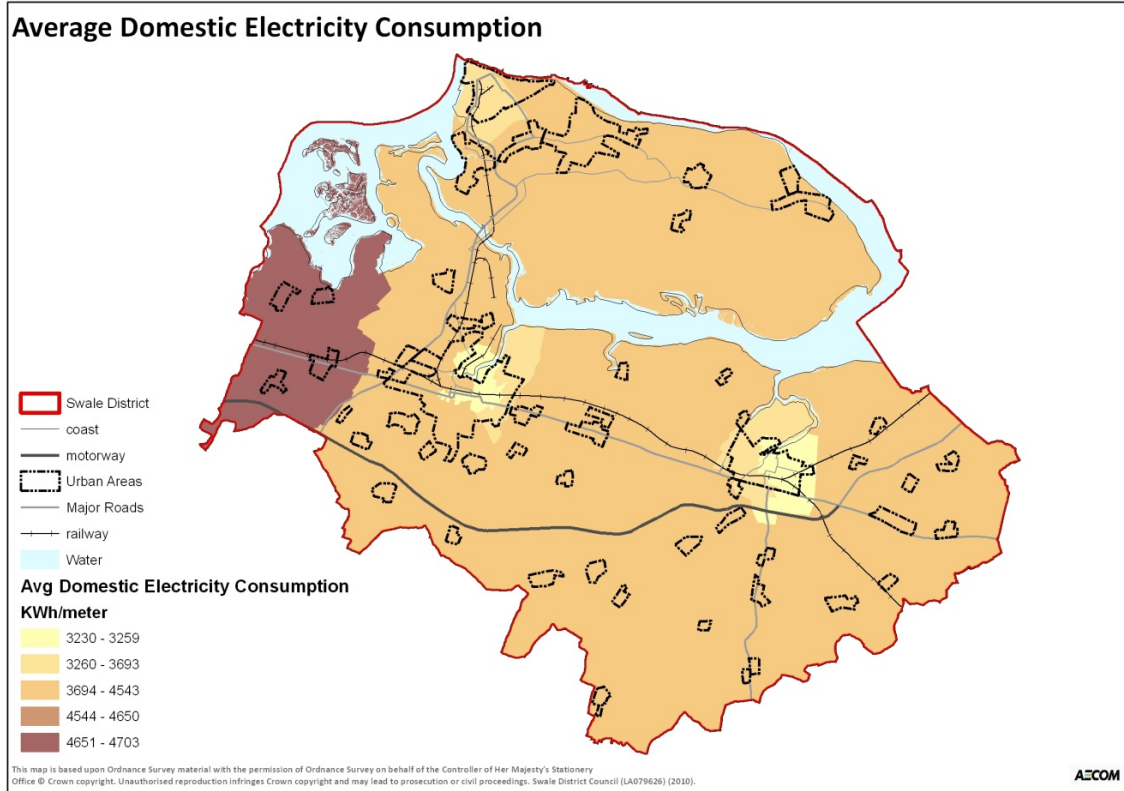 Average Domestic Electricity Consumption
Swale District
coast
motorway
Urban Areas
Major Roads
railway
Water
Avg Domestic Electricity Consumption
KWh/meter
3230 - 3259
3260 - 3693
3694 - 4543
4544 - 4650
4651 - 4703
This map is based upon Ordnance Survey material with the permission of Ordnance Survey on behalf of the Controller of Her Majesty's Stationery
Office © Crown copyright. Unauthorised reproduction infringes Crown copyright and may lead to prosecution or civil proceedings. Swale District Council (LA079626) (2010).
AECOM